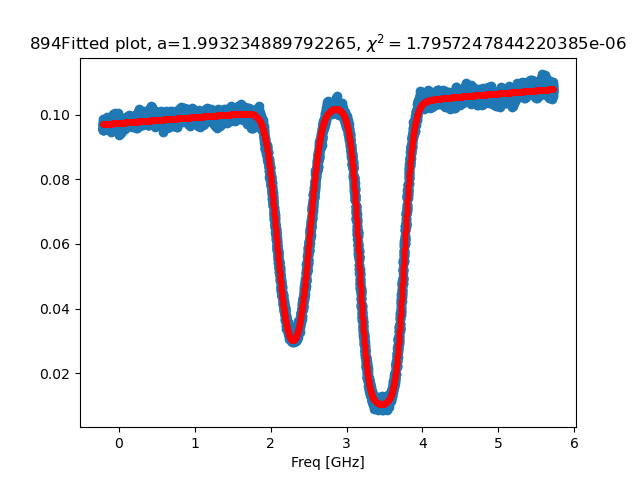 894Fitted plot, a=1.993234889792265, χ² = 1.7957247844220385e-06
0.10
0.08
0.06
0.04
0.02
0 1 2 3 4 5 6
Freq [GHz]